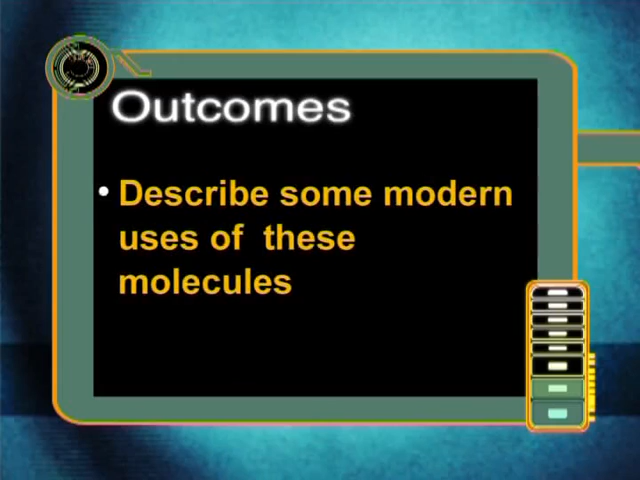 Outcomes
• Describe some modern
uses of these
molecules